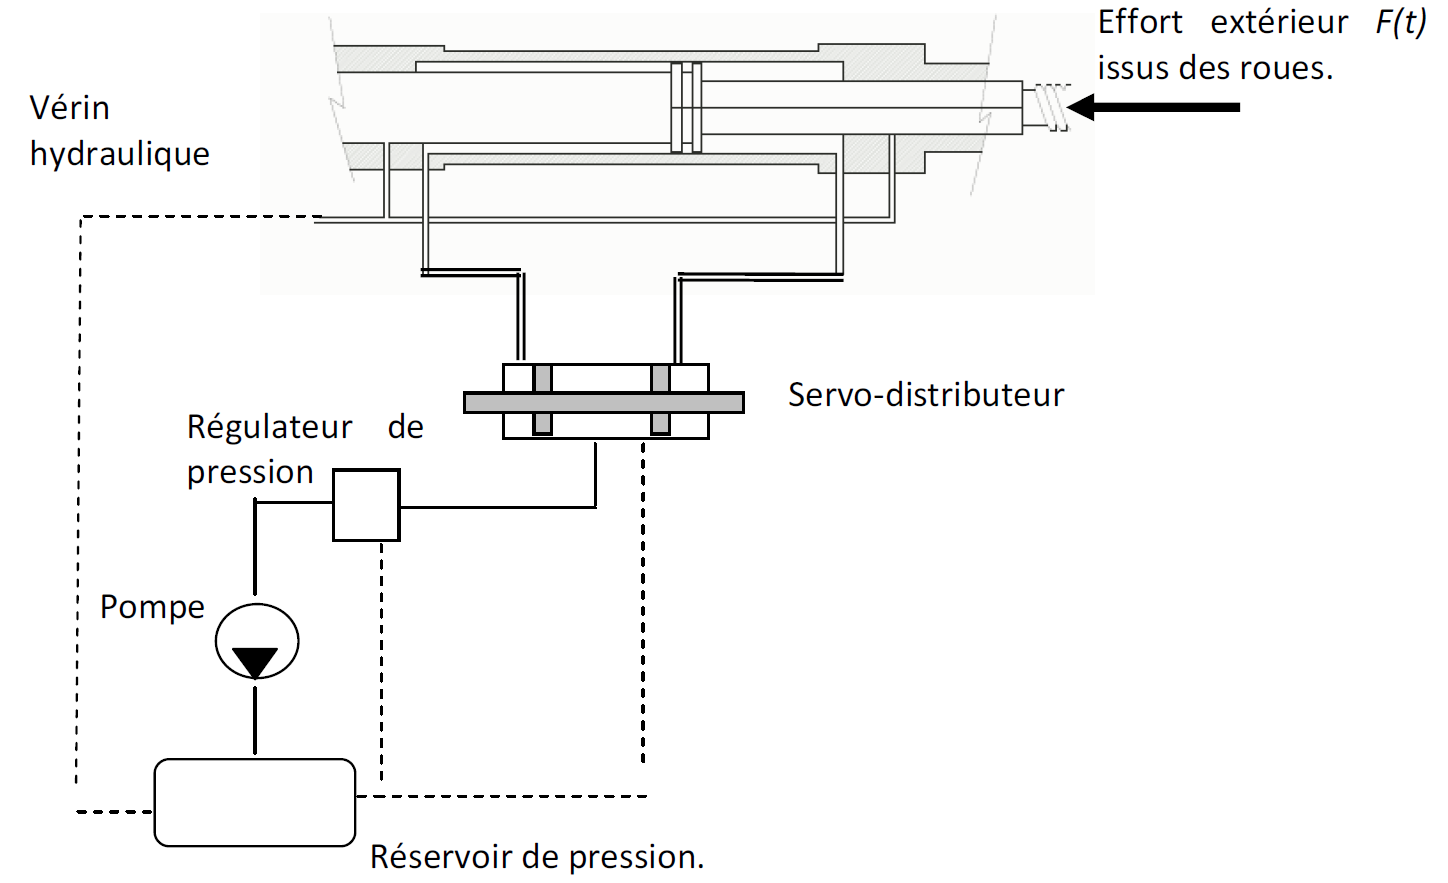 Effort extérieur F(t)
issus des roues.
Vérin
hydraulique
Servo-distributeur
Régulateur de
pression
Pompe
Réservoir de pression.